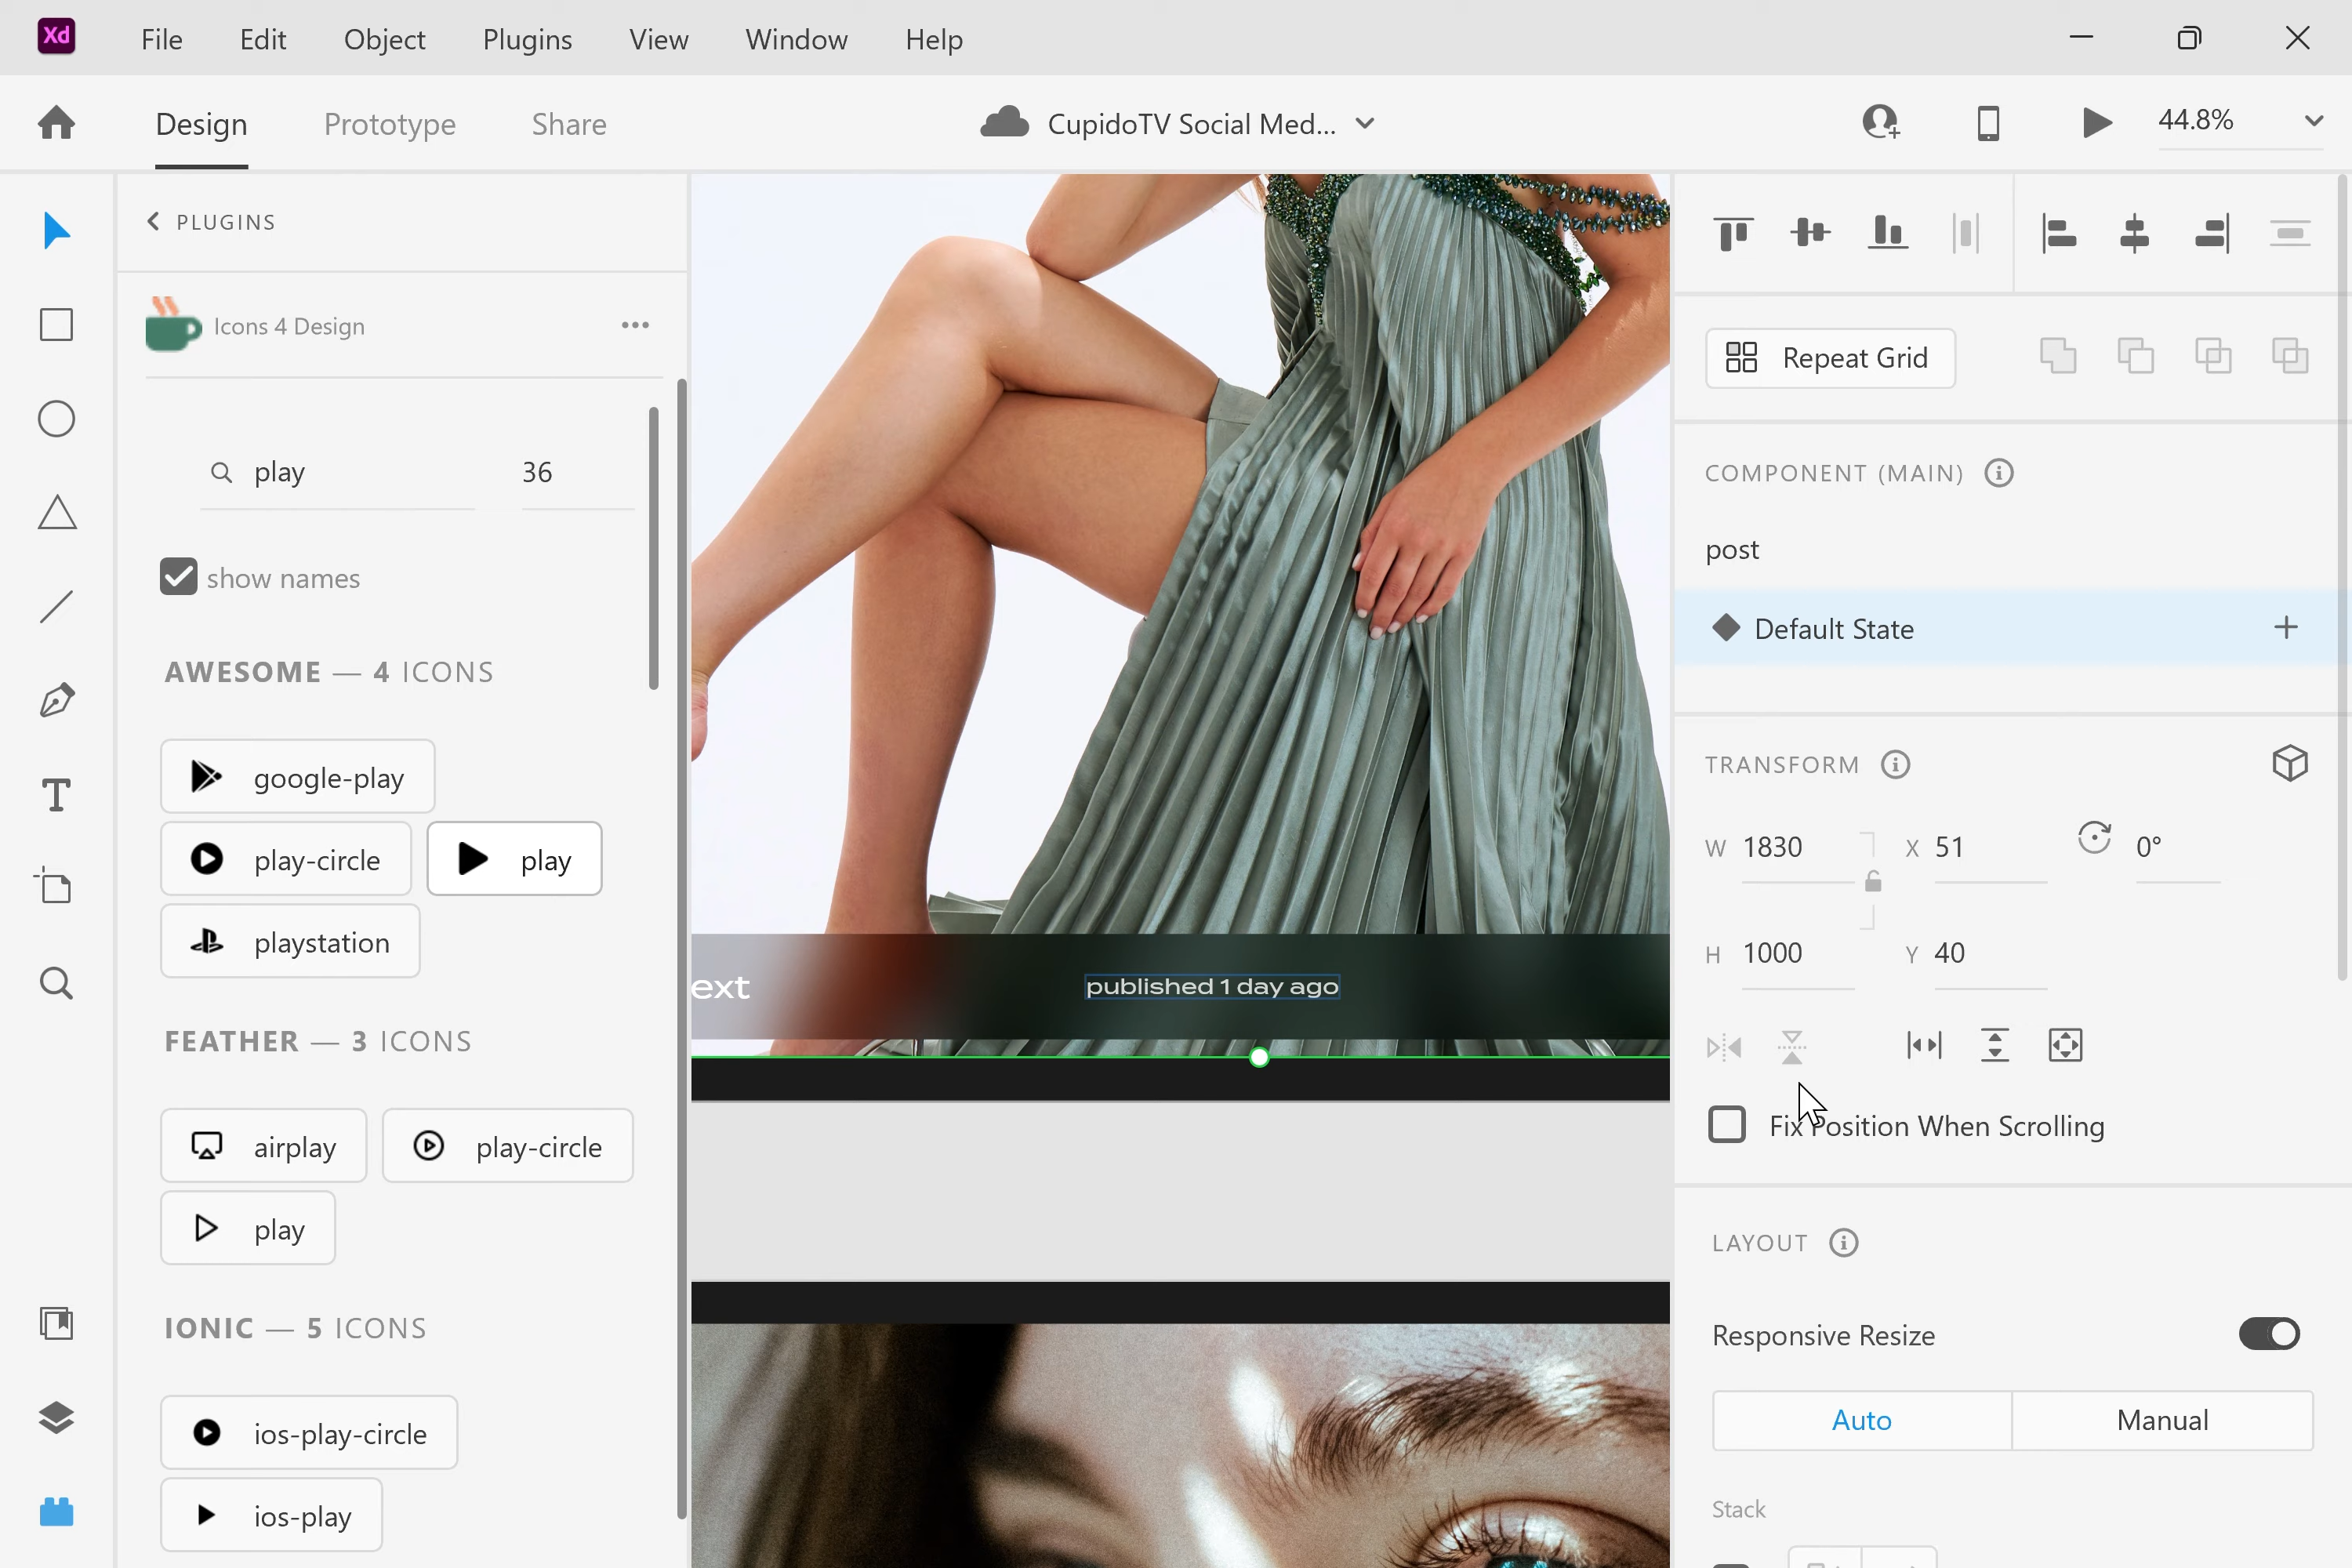 Xd File Edit Object Plugins View Window Help
Design Prototype Share CupidoTV Social Med... 44.8%
PLUGINS
Icons 4 Design
play 36
show names
AWESOME — 4 ICONS
google-play
play-circle play
playstation
FEATHER — 3 ICONS
airplay play-circle
play
IONIC — 5 ICONS
ios-play-circle
ios-play
ext published 1 day ago
Repeat Grid
COMPONENT (MAIN)
post
Default State
TRANSFORM
W 1830 X 51 0°
H 1000 Y 40
Fix Position When Scrolling
LAYOUT
Responsive Resize
Auto Manual
Stack